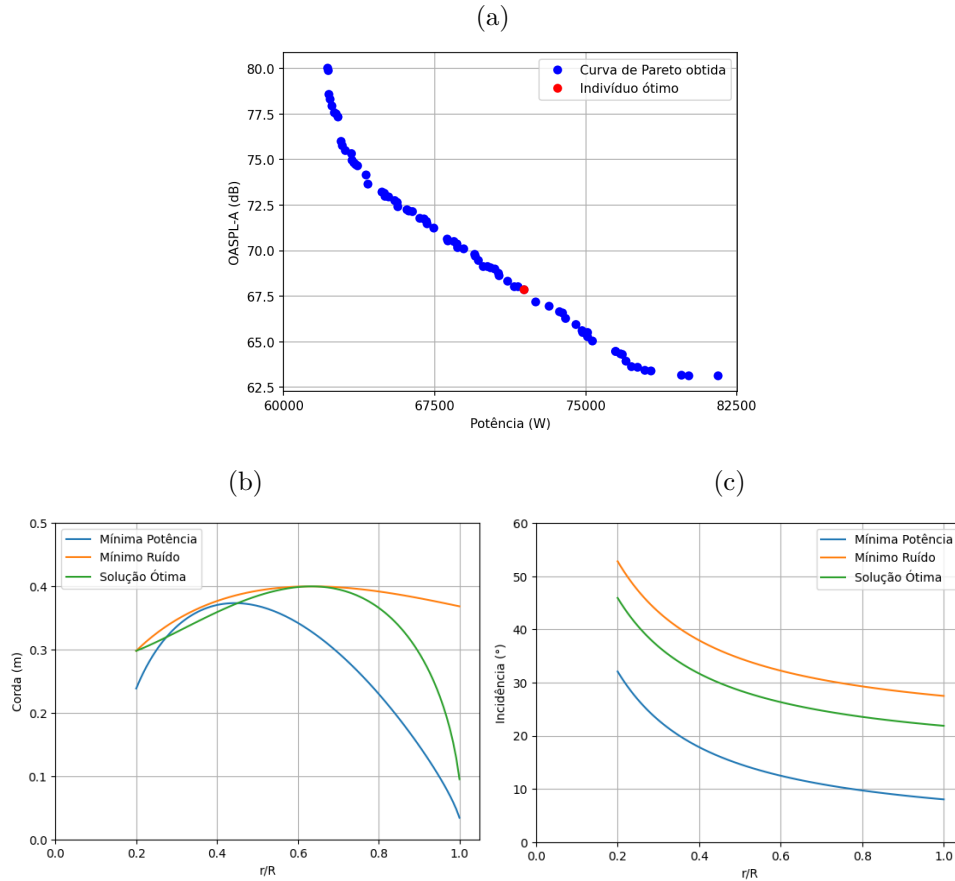 (a)
80.0
77.5
75.0
72.5
70.0
67.5
65.0
62.5
OASPL-A (dB)
Curva de Pareto obtida
Indivíduo ótimo
60000 67500 75000 82500
Potência (W)
(b) (c)
0.5
0.4
0.3
0.2
0.1
0.0
Corda (m)
Mínima Potência
Mínimo Ruído
Solução Ótima
0.0 0.2 0.4 0.6 0.8 1.0
r/R
60
50
40
30
20
10
0
Incidência (°)
Mínima Potência
Mínimo Ruído
Solução Ótima
0.0 0.2 0.4 0.6 0.8 1.0
r/R